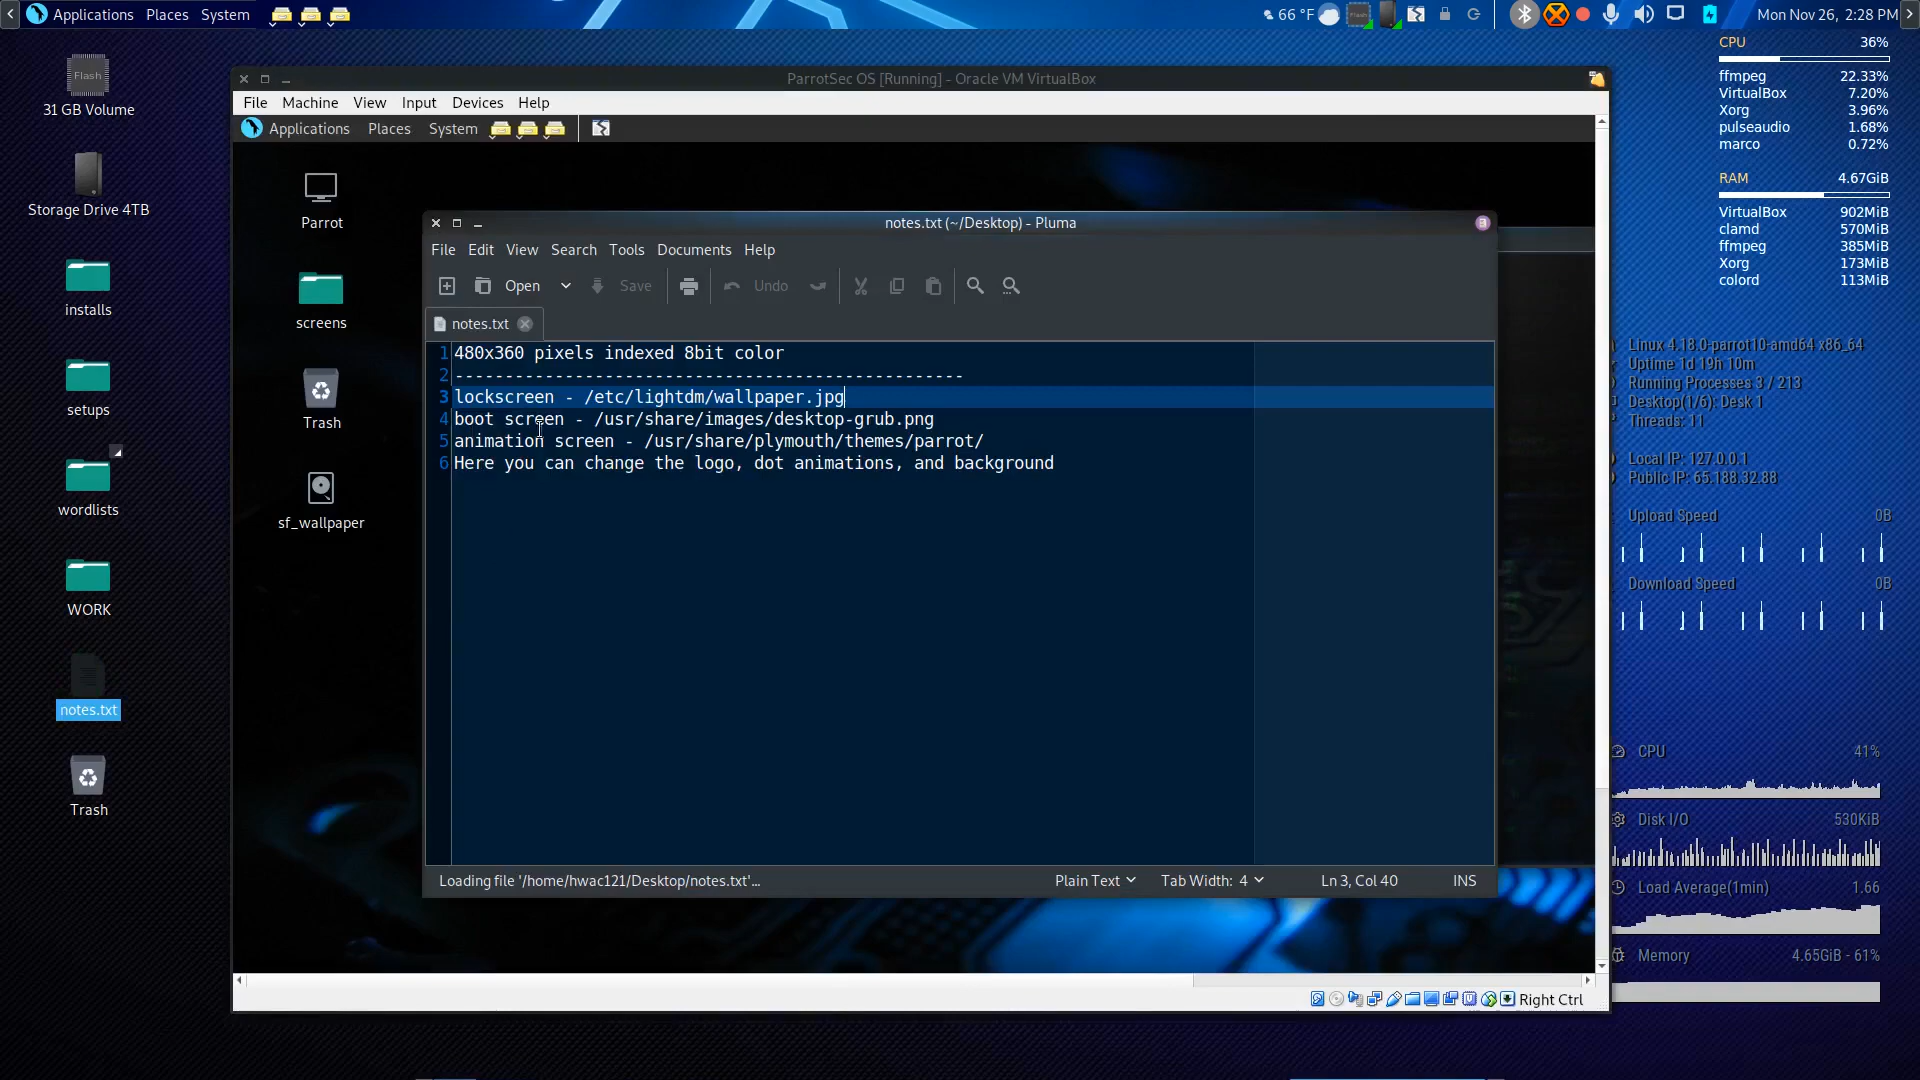 Applications Places System
66 °F
Flash
Mon Nov 26, 2:28 PM
Flash
31 GB Volume
Storage Drive 4TB
installs
setups
wordlists
WORK
notes.txt
Trash
ParrotSec OS [Running] - Oracle VM VirtualBox
File Machine View Input Devices Help
Applications Places System
Parrot
screens
Trash
sf_wallpaper
notes.txt (~/Desktop) - Pluma
File Edit View Search Tools Documents Help
Open Save Undo
notes.txt
1 480x360 pixels indexed 8bit color
2 ---------------------------------------------------
3 lockscreen - /etc/lightdm/wallpaper.jpg
4 boot screen - /usr/share/images/desktop-grub.png
5 animation screen - /usr/share/plymouth/themes/parrot/
6 Here you can change the logo, dot animations, and background
Loading file '/home/hwac121/Desktop/notes.txt'... Plain Text Tab Width: 4 Ln 3, Col 40 INS
Right Ctrl
CPU 36%
ffmpeg 22.33%
VirtualBox 7.20%
Xorg 3.96%
pulseaudio 1.68%
marco 0.72%
RAM 4.67GiB
VirtualBox 902MiB
clamd 570MiB
ffmpeg 385MiB
Xorg 173MiB
colord 113MiB
Linux 4.18.0-parrot10-amd64 x86_64
Uptime 1d 19h 10m
Running Processes 3 / 213
Desktop(1/6): Desk 1
Threads: 11
Local IP: 127.0.0.1
Public IP: 65.188.32.88
Upload Speed 0B
Download Speed 0B
CPU 41%
Disk I/O 530KiB
Load Average(1min) 1.66
Memory 4.65GiB - 61%